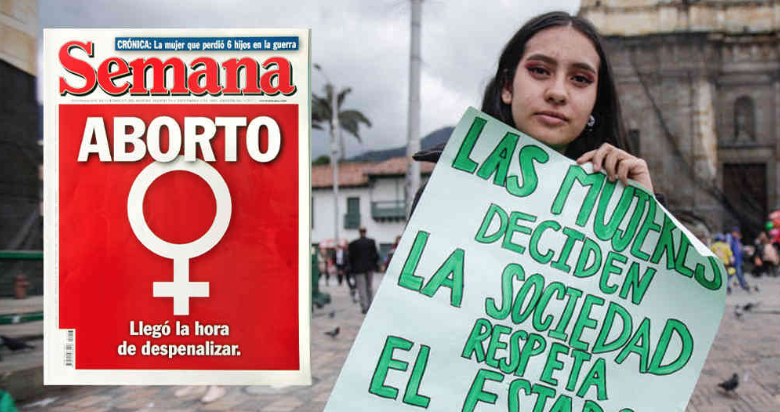 CRÓNICA: La mujer que perdió 6 hijos en la guerra
Semana
ABORTO
Llegó la hora
de despenalizar.
LAS MUJERES
DECIDEN
LA SOCIEDAD
RESPETA
EL ESTADO